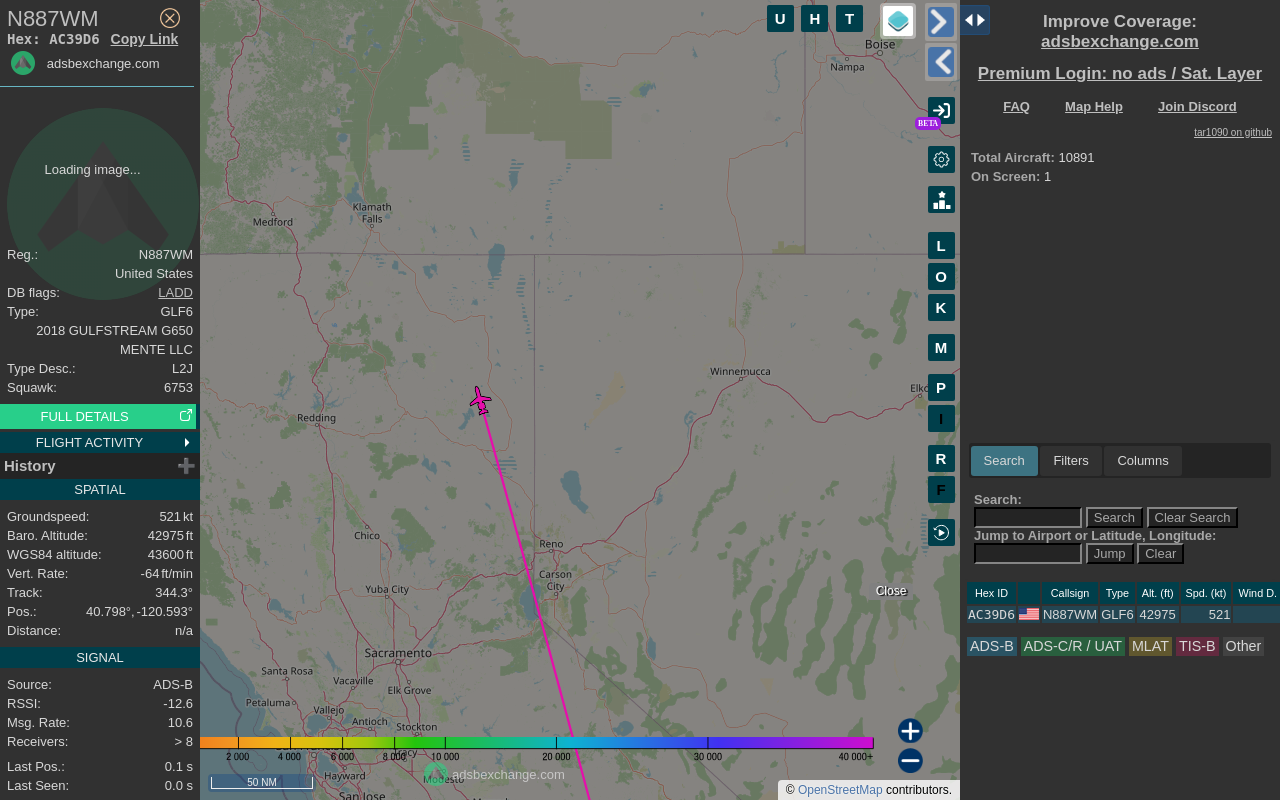 N887WM
Hex: AC39D6 Copy Link
adsbexchange.com
Loading image...
Reg.: N887WM
United States
DB flags: LADD
Type: GLF6
2018 GULFSTREAM G650
MENTE LLC
Type Desc.: L2J
Squawk: 6753
FULL DETAILS
FLIGHT ACTIVITY
History
SPATIAL
Groundspeed: 521 kt
Baro. Altitude: 42975 ft
WGS84 altitude: 43600 ft
Vert. Rate: -64 ft/min
Track: 344.3°
Pos.: 40.798°, -120.593°
Distance: n/a
SIGNAL
Source: ADS-B
RSSI: -12.6
Msg. Rate: 10.6
Receivers: > 8
Last Pos.: 0.1 s
Last Seen: 0.0 s
U H T
BETA
L
O
K
M
P
I
R
F
Boise
Nampa
Klamath
Falls
Medford
Winnemucca
Elko
Redding
Chico
Reno
Carson
City
Yuba City
Sacramento
Santa Rosa
Vacaville
Elk Grove
Petaluma
Vallejo
Antioch
Stockton
Hayward
Modesto
San Jose
Close
2 000 4 000 6 000 8 000 10 000 20 000 30 000 40 000+
50 NM
adsbexchange.com
© OpenStreetMap contributors.
Improve Coverage:
adsbexchange.com
Premium Login: no ads / Sat. Layer
FAQ Map Help Join Discord
tar1090 on github
Total Aircraft: 10891
On Screen: 1
Search Filters Columns
Search:
Search Clear Search
Jump to Airport or Latitude, Longitude:
Jump Clear
Hex ID Callsign Type Alt. (ft) Spd. (kt) Wind D.
AC39D6 N887WM GLF6 42975 521
ADS-B ADS-C/R / UAT MLAT TIS-B Other